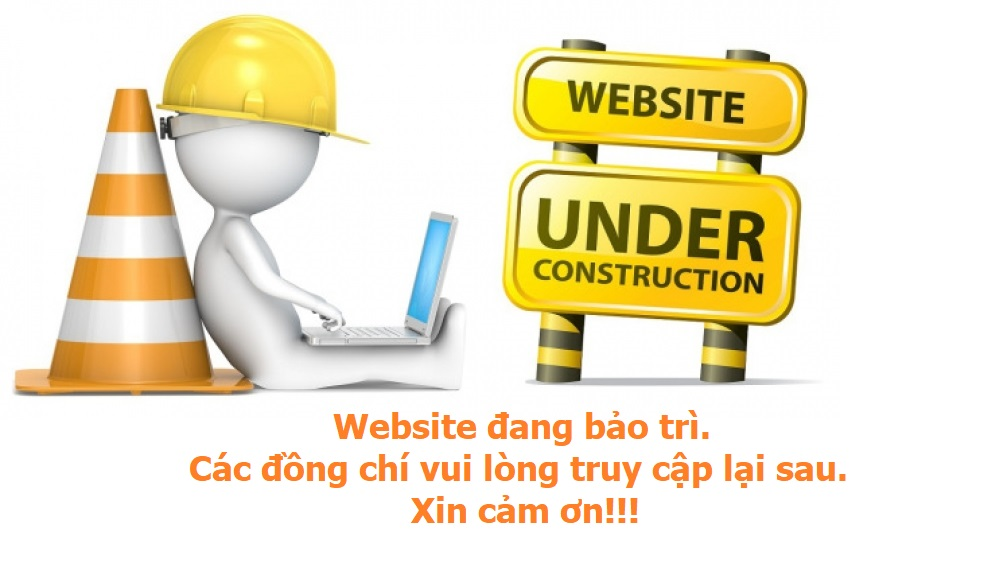 WEBSITE
UNDER
CONSTRUCTION
Website đang bảo trì.
Các đồng chí vui lòng truy cập lại sau.
Xin cảm ơn!!!